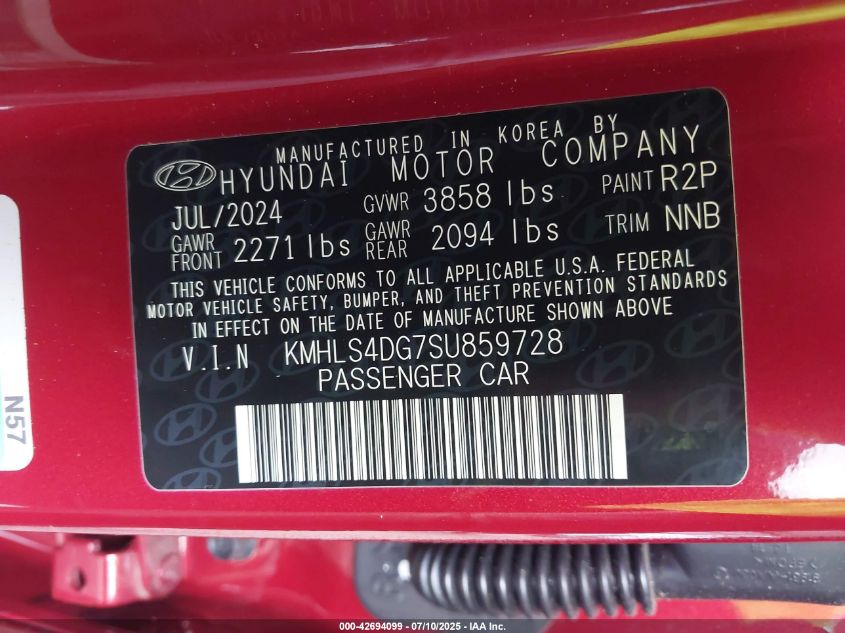 MANUFACTURED IN KOREA BY
HYUNDAI MOTOR COMPANY
JUL/2024 GVWR 3858 lbs PAINT R2P
GAWR FRONT 2271 lbs GAWR REAR 2094 lbs TRIM NNB
THIS VEHICLE CONFORMS TO ALL APPLICABLE U.S.A. FEDERAL
MOTOR VEHICLE SAFETY, BUMPER, AND THEFT PREVENTION STANDARDS
IN EFFECT ON THE DATE OF MANUFACTURE SHOWN ABOVE
V.I.N KMHLS4DG7SU859728
PASSENGER CAR
N57
000-42694099 | 07/10/2025 - IAA Inc.